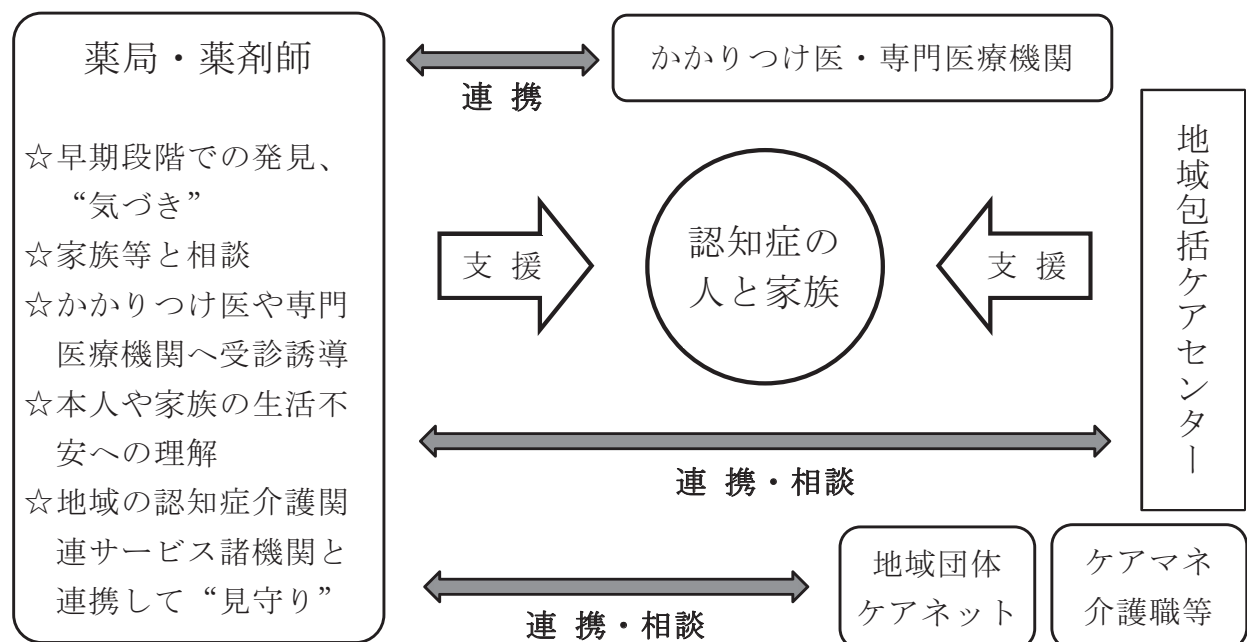 薬局・薬剤師
☆早期段階での発見、
“気づき”
☆家族等と相談
☆かかりつけ医や専門
医療機関へ受診誘導
☆本人や家族の生活不
安への理解
☆地域の認知症介護関
連サービス諸機関と
連携して“見守り”
連 携
かかりつけ医・専門医療機関
支 援
認知症の
人と家族
支 援
地域包括ケアセンター
連 携・相談
連 携・相談
地域団体
ケアネット
ケアマネ
介護職等